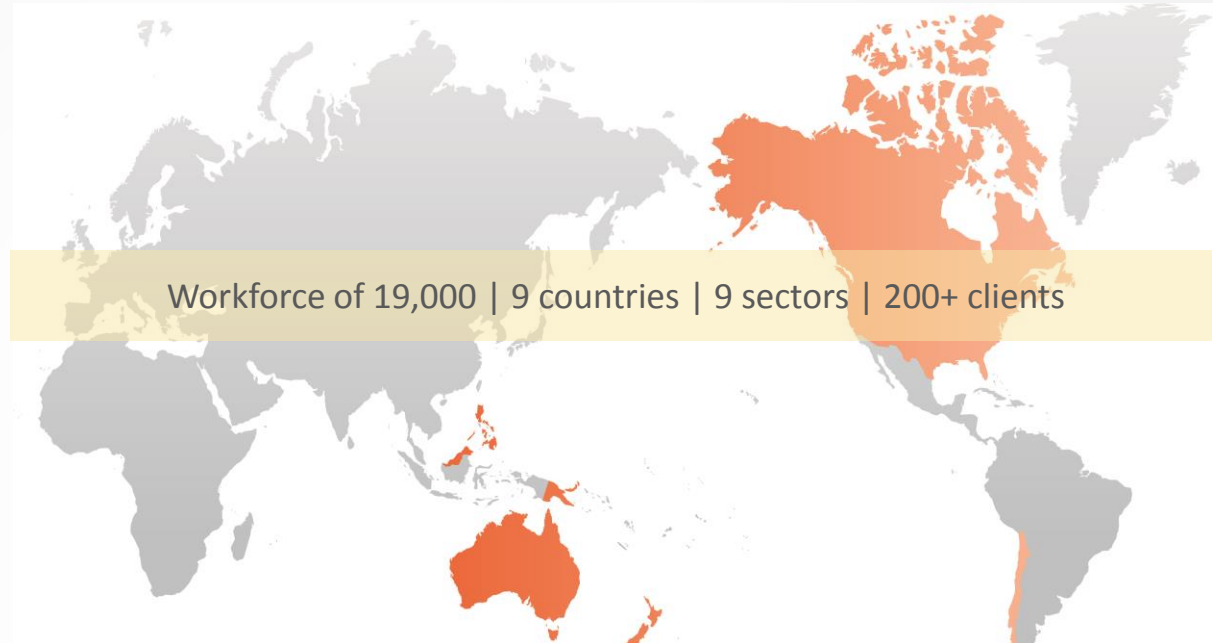 Workforce of 19,000 | 9 countries | 9 sectors | 200+ clients